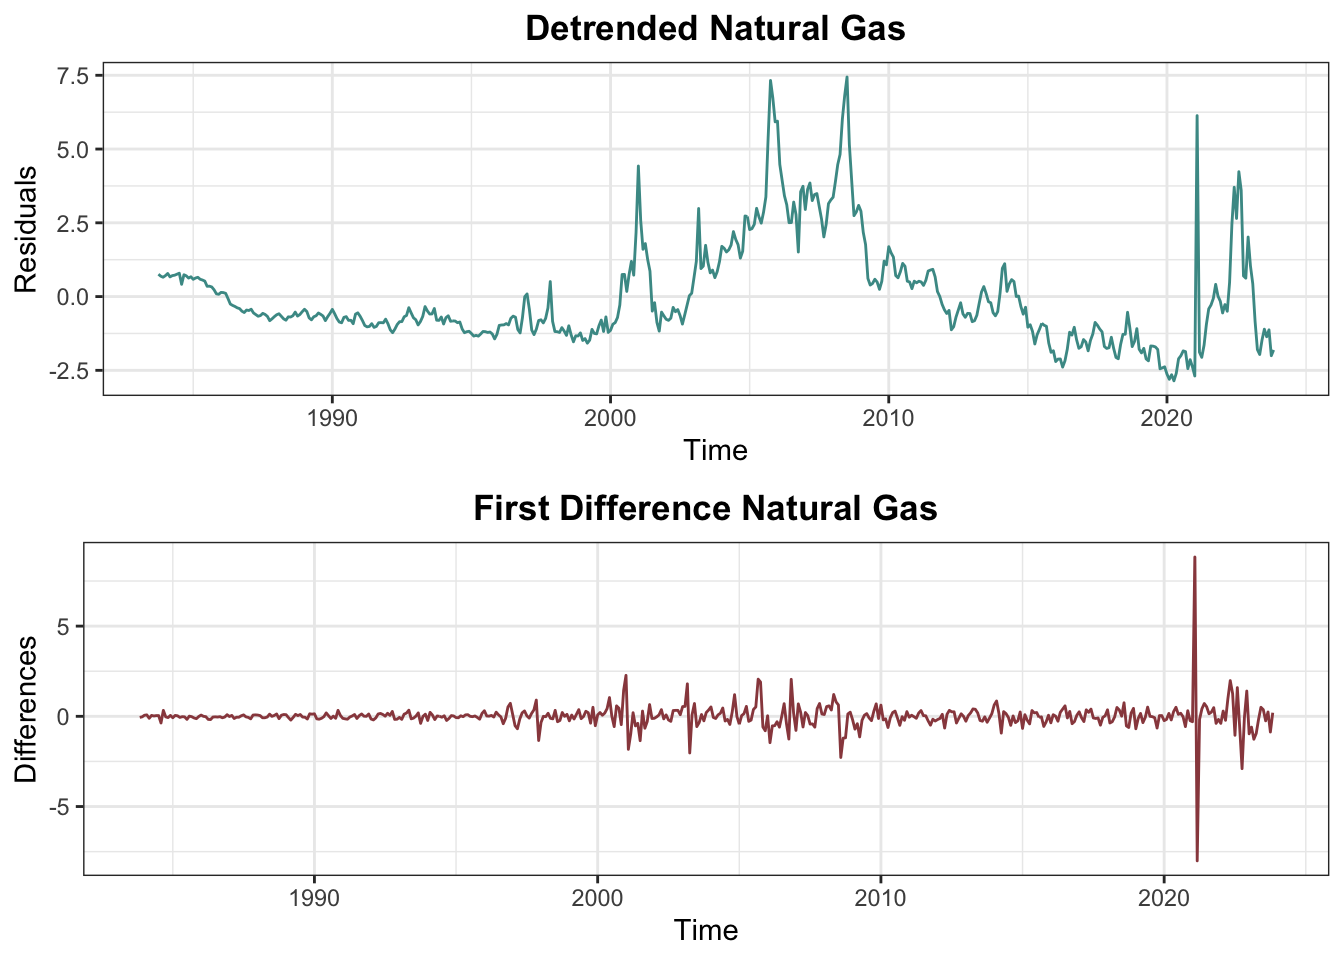 Detrended Natural Gas
7.5
5.0
2.5
0.0
-2.5
Residuals
1990 2000 2010 2020
Time
First Difference Natural Gas
5
0
-5
Differences
1990 2000 2010 2020
Time